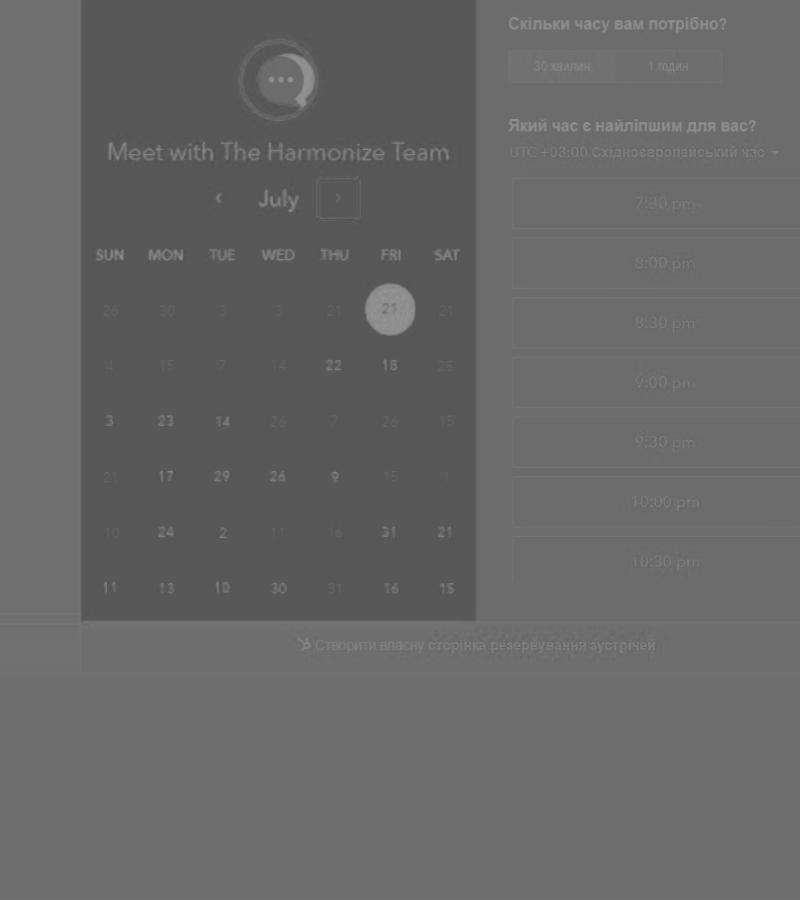 Meet with The Harmonize Team
July
SUN MON TUE WED THU FRI SAT
26 30 3 3 21 21 21
4 15 7 14 22 18 25
3 23 14 26 7 26 15
21 17 29 26 9 15
10 24 2 11 16 31 21
11 13 10 30 31 16 15
Скільки часу вам потрібно?
30 хвилин 1 годин
Який час є найліпшим для вас?
UTC +03:00 Східноєвропейський час
7:30 pm
8:00 pm
8:30 pm
9:00 pm
9:30 pm
10:00 pm
10:30 pm
Створити власну сторінка резервування зустрічей